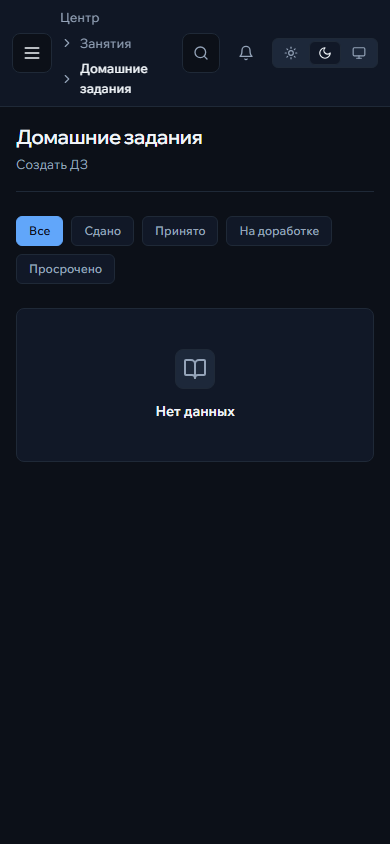 Центр
Занятия
Домашние
задания
Домашние задания
Создать ДЗ
Все
Сдано
Принято
На доработке
Просрочено
Нет данных